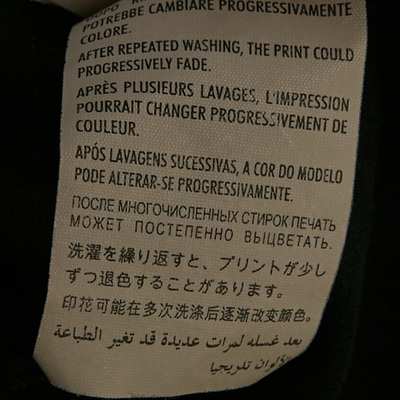 DOPO
POTREBBE CAMBIARE PROGRESSIVAMENTE
COLORE.
AFTER REPEATED WASHING, THE PRINT COULD
PROGRESSIVELY FADE.
APRÈS PLUSIEURS LAVAGES, L'IMPRESSION
POURRAIT CHANGER PROGRESSIVEMENT DE
COULEUR.
APÓS LAVAGENS SUCESSIVAS, A COR DO MODELO
PODE ALTERAR-SE PROGRESSIVAMENTE.
ПОСЛЕ МНОГОЧИСЛЕННЫХ СТИРОК ПЕЧАТЬ
МОЖЕТ ПОСТЕПЕННО ВЫЦВЕТАТЬ.
洗濯を繰り返すと、プリントが少し
ずつ退色することがあります。
印花可能在多次洗涤后逐渐改变颜色。
بعد غسله لمرات عديدة قد تغير الطباعة
الألوان تدريجيا